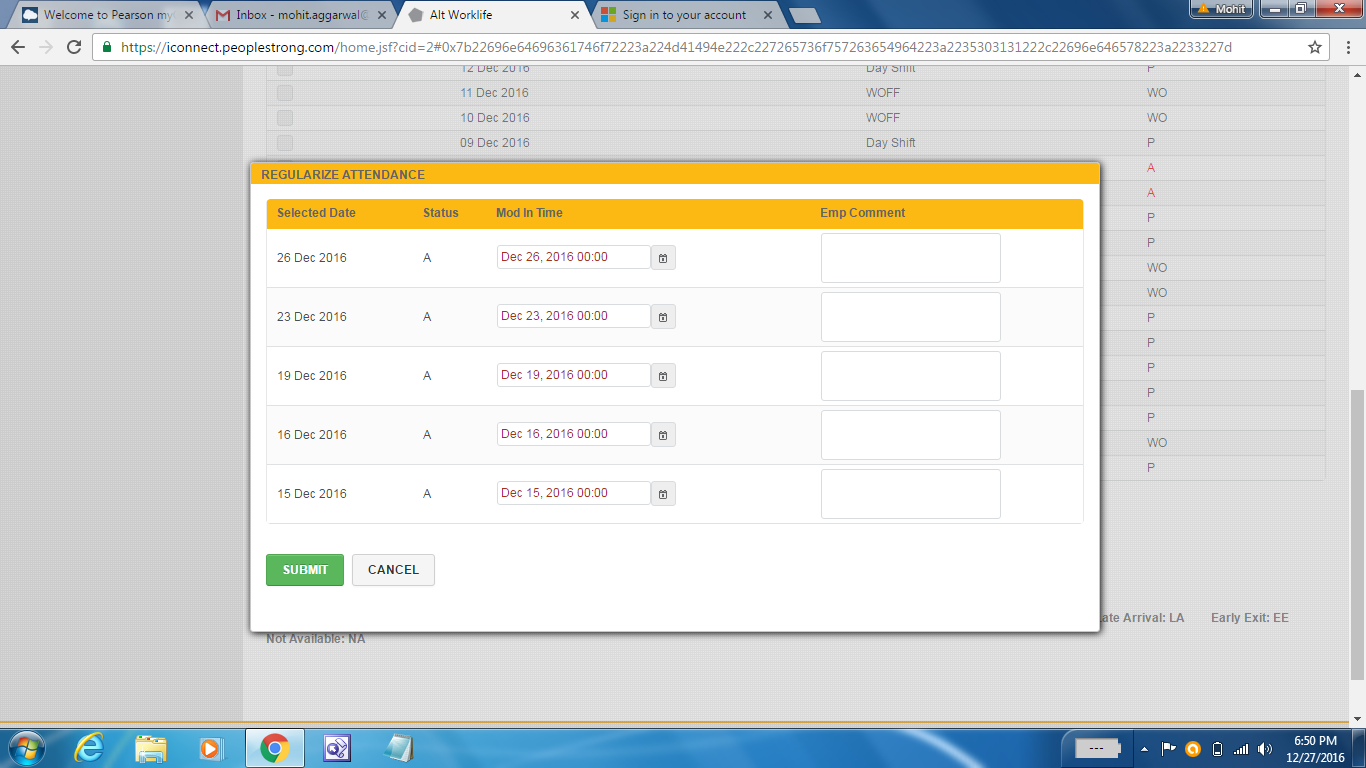 Welcome to Pearson my
Inbox - mohit.aggarwal@
Alt Worklife
Sign in to your account
Mohit
https://iconnect.peoplestrong.com/home.jsf?cid=2#0x7b22696e64696361746f72223a224d41494e222c227265736f757263654964223a2235303131222c22696e646578223a2233227d
12 Dec 2016 Day Shift P
11 Dec 2016 WOFF WO
10 Dec 2016 WOFF WO
09 Dec 2016 Day Shift P
A
A
P
P
WO
WO
P
P
P
P
P
WO
P
REGULARIZE ATTENDANCE
Selected Date Status Mod In Time Emp Comment
26 Dec 2016 A Dec 26, 2016 00:00
23 Dec 2016 A Dec 23, 2016 00:00
19 Dec 2016 A Dec 19, 2016 00:00
16 Dec 2016 A Dec 16, 2016 00:00
15 Dec 2016 A Dec 15, 2016 00:00
SUBMIT CANCEL
ate Arrival: LA Early Exit: EE
Not Available: NA
---
6:50 PM
12/27/2016